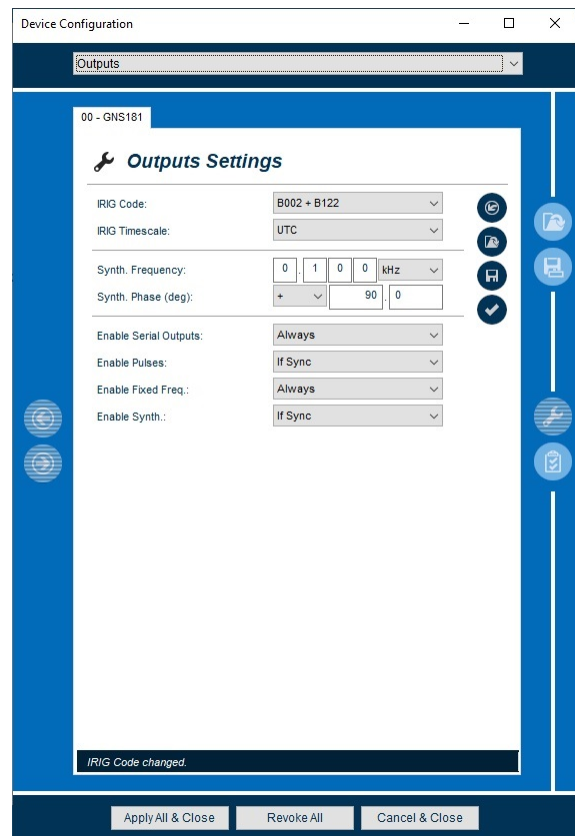 Device Configuration
Outputs
00 - GNS181
Outputs Settings
IRIG Code: B002 + B122
IRIG Timescale: UTC
Synth. Frequency: 0 . 1 0 0 kHz
Synth. Phase (deg): + 90 . 0
Enable Serial Outputs: Always
Enable Pulses: If Sync
Enable Fixed Freq.: Always
Enable Synth.: If Sync
IRIG Code changed.
Apply All & Close Revoke All Cancel & Close